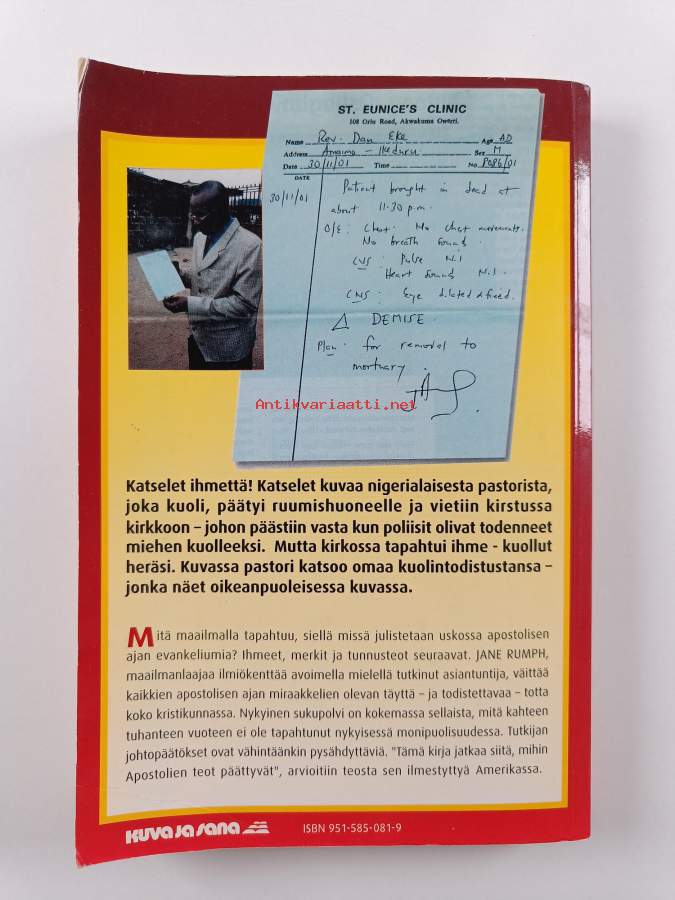 ST. EUNICE'S CLINIC
108 Orlu Road, Akwakuma Owerri.
Name Rev. Dan Eke Age AD
Address Amaimo - Ikeduru Sex M
Date 30/11/01 Time No. P086/01
DATE
30/11/01 Patient brought in dead at
about 11.30 p.m.
O/E: Chest: No chest movements.
No breath sounds.
CVS: Pulse Nil
Heart sounds Nil.
CNS: Eye dilated & fixed.
Δ DEMISE.
Plan. for removal to
mortuary.
Antikvariaatti.net
Katselet ihmettä! Katselet kuvaa nigerialaisesta pastorista,
joka kuoli, päätyi ruumishuoneelle ja vietiin kirstussa
kirkkoon – johon päästiin vasta kun poliisit olivat todenneet
miehen kuolleeksi. Mutta kirkossa tapahtui ihme - kuollut
heräsi. Kuvassa pastori katsoo omaa kuolintodistustansa –
jonka näet oikeanpuoleisessa kuvassa.
Mitä maailmalla tapahtuu, siellä missä julistetaan uskossa apostolisen
ajan evankeliumia? Ihmeet, merkit ja tunnusteot seuraavat. JANE RUMPH,
maailmanlaajaa ilmiökenttää avoimella mielellä tutkinut asiantuntija, väittää
kaikkien apostolisen ajan miraakkelien olevan täyttä – ja todistettavaa – totta
koko kristikunnassa. Nykyinen sukupolvi on kokemassa sellaista, mitä kahteen
tuhanteen vuoteen ei ole tapahtunut nykyisessä monipuolisuudessa. Tutkijan
johtopäätökset ovat vähintäänkin pysähdyttäviä. "Tämä kirja jatkaa siitä, mihin
Apostolien teot päättyvät", arvioitiin teosta sen ilmestyttyä Amerikassa.
KUVA JA SANA ISBN 951-585-081-9